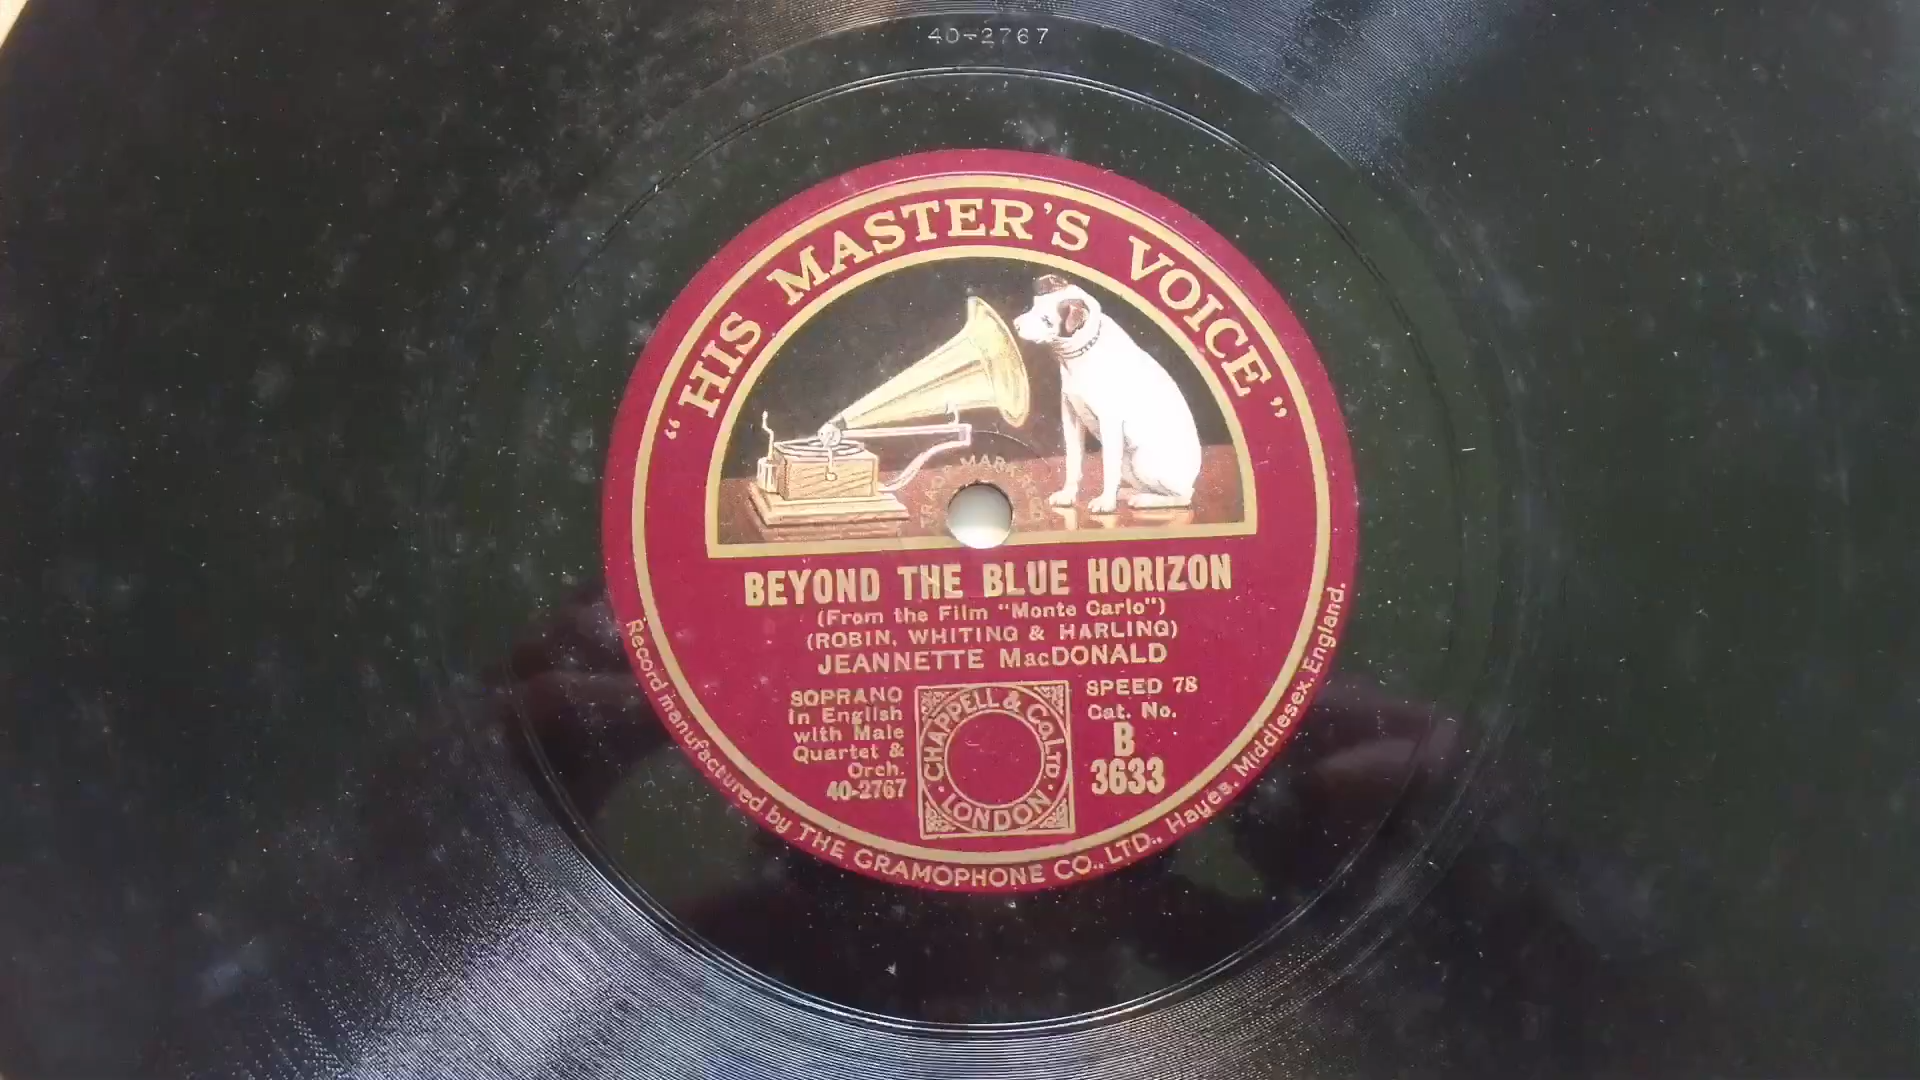 40-2767
"HIS MASTER'S VOICE"
TRADE MARK
BEYOND THE BLUE HORIZON
(From the Film "Monte Carlo")
(ROBIN, WHITING & HARLING)
JEANNETTE MacDONALD
SOPRANO
in English
with Male
Quartet &
Orch.
40-2767
CHAPPELL & CO. LTD.
LONDON
SPEED 78
Cat. No.
B
3633
Record manufactured by THE GRAMOPHONE CO., LTD., Hayes, Middlesex, England.